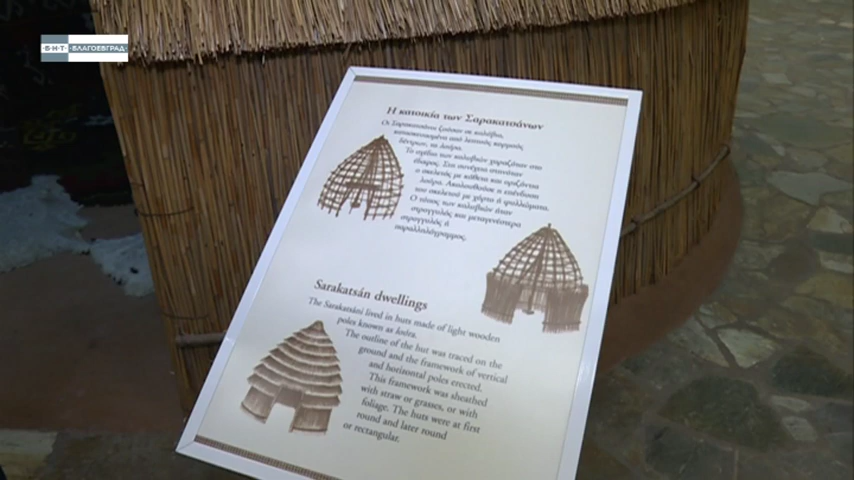 Б·Н·Т БЛАГОЕВГРАД
Η κατοικία των Σαρακατσάνων
Οι Σαρακατσάνοι ζούσαν σε καλύβια,
κατασκευασμένα από λεπτούς κορμούς
δέντρων, τα λούρα.
Το σχέδιο των καλυβιών χαραζόταν στο
έδαφος. Στη συνέχεια στηνόταν
ο σκελετός με κάθετα και οριζόντια
λούρα. Ακολουθούσε η επένδυση
του σκελετού με χόρτα ή φυλλώματα.
Ο τύπος των καλυβιών ήταν
στρογγυλός και μεταγενέστερα
στρογγυλός ή
παραλληλόγραμμος.
Sarakatsán dwellings
The Sarakatsáni lived in huts made of light wooden
poles known as loúra.
The outline of the hut was traced on the
ground and the framework of vertical
and horizontal poles erected.
This framework was sheathed
with straw or grasses, or with
foliage. The huts were at first
round and later round
or rectangular.